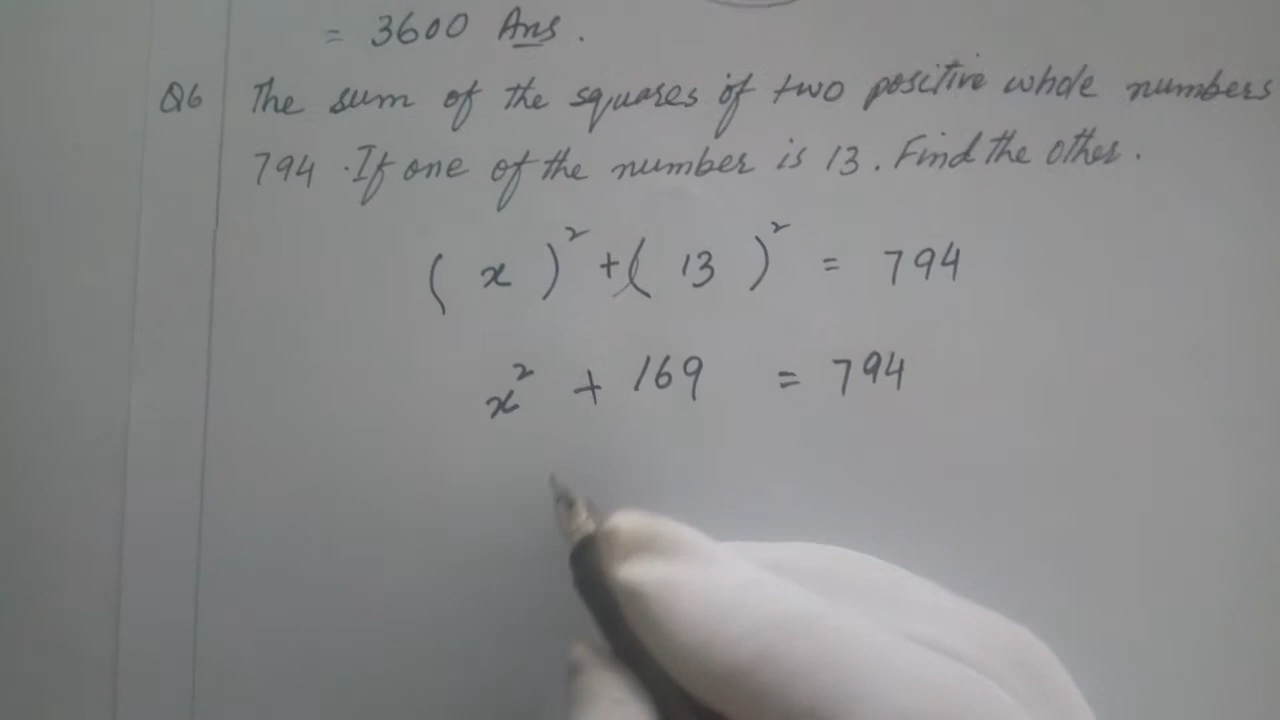 = 3600 Ans.
Q6 The sum of the squares of two positive whole numbers
794. If one of the number is 13. Find the other.
(x)² + (13)² = 794
x² + 169 = 794